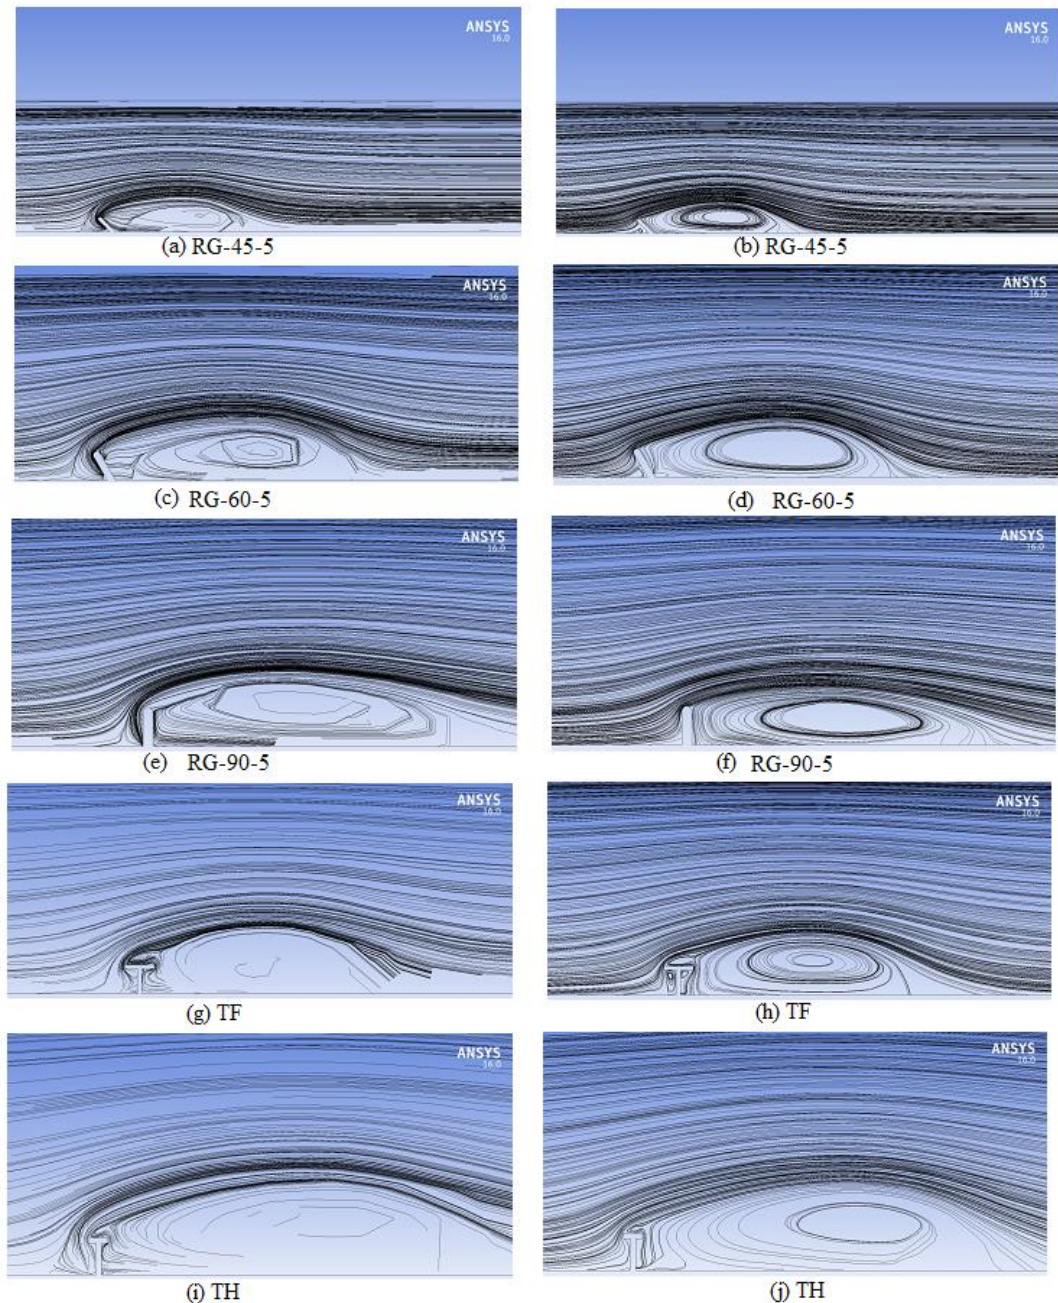 ANSYS
16.0
ANSYS
16.0
(a) RG-45-5
(b) RG-45-5
ANSYS
16.0
ANSYS
16.0
(c) RG-60-5
(d) RG-60-5
ANSYS
16.0
ANSYS
16.0
(e) RG-90-5
(f) RG-90-5
ANSYS
16.0
ANSYS
16.0
(g) TF
(h) TF
ANSYS
16.0
ANSYS
16.0
(i) TH
(j) TH